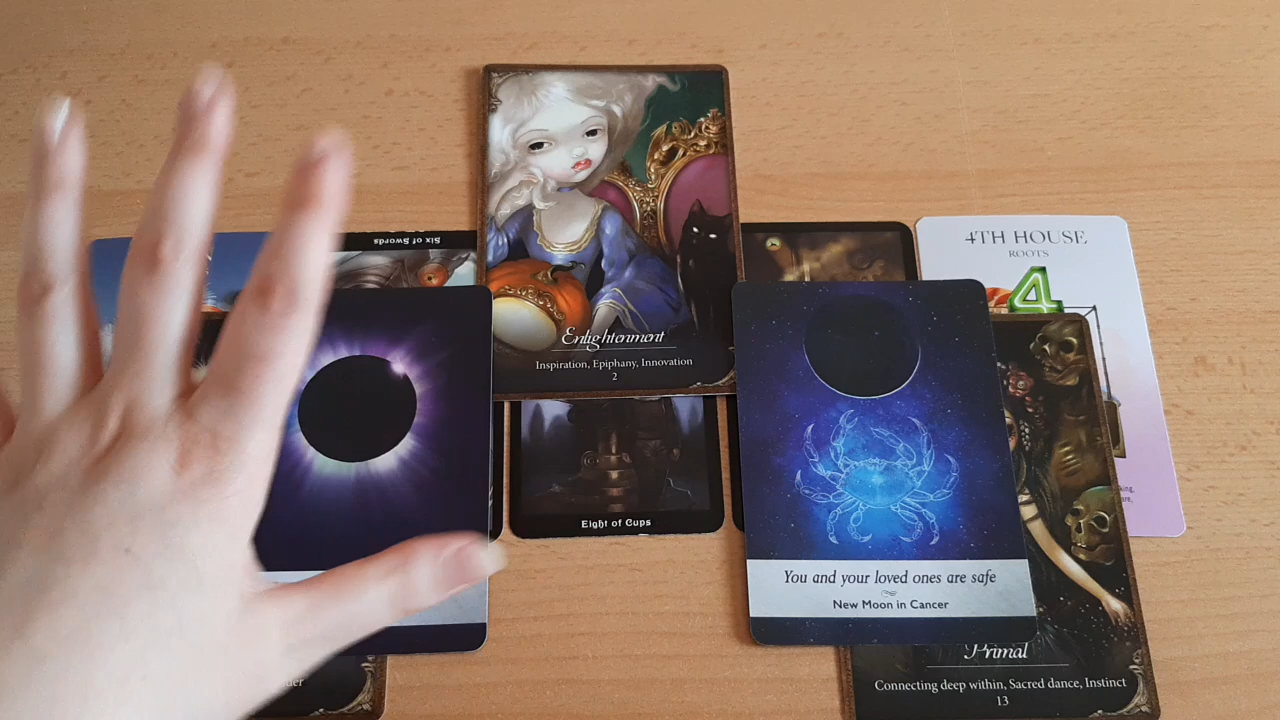 Six of Swords
4TH HOUSE
ROOTS
4
Enlightenment
Inspiration, Epiphany, Innovation
2
Eight of Cups
You and your loved ones are safe
New Moon in Cancer
Primal
Connecting deep within, Sacred dance, Instinct
13